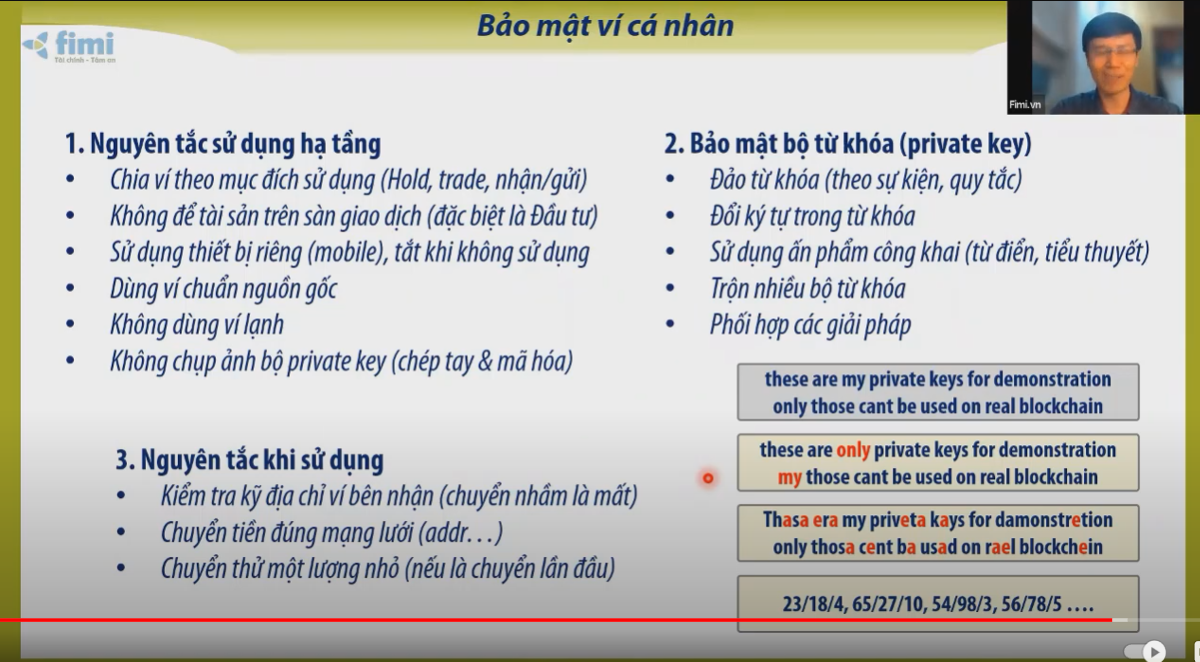 Bảo mật ví cá nhân
fimi
Tài chính - Tâm an
Fimi.vn
1. Nguyên tắc sử dụng hạ tầng
• Chia ví theo mục đích sử dụng (Hold, trade, nhận/gửi)
• Không để tài sản trên sàn giao dịch (đặc biệt là Đầu tư)
• Sử dụng thiết bị riêng (mobile), tắt khi không sử dụng
• Dùng ví chuẩn nguồn gốc
• Không dùng ví lạnh
• Không chụp ảnh bộ private key (chép tay & mã hóa)
2. Bảo mật bộ từ khóa (private key)
• Đảo từ khóa (theo sự kiện, quy tắc)
• Đổi ký tự trong từ khóa
• Sử dụng ấn phẩm công khai (từ điển, tiểu thuyết)
• Trộn nhiều bộ từ khóa
• Phối hợp các giải pháp
these are my private keys for demonstration
only those cant be used on real blockchain
these are only private keys for demonstration
my those cant be used on real blockchain
Thasa era my priveta kays for damonstretion
only thosa cent ba usad on rael blockchein
23/18/4, 65/27/10, 54/98/3, 56/78/5 ....
3. Nguyên tắc khi sử dụng
• Kiểm tra kỹ địa chỉ ví bên nhận (chuyển nhầm là mất)
• Chuyển tiền đúng mạng lưới (addr…)
• Chuyển thử một lượng nhỏ (nếu là chuyển lần đầu)